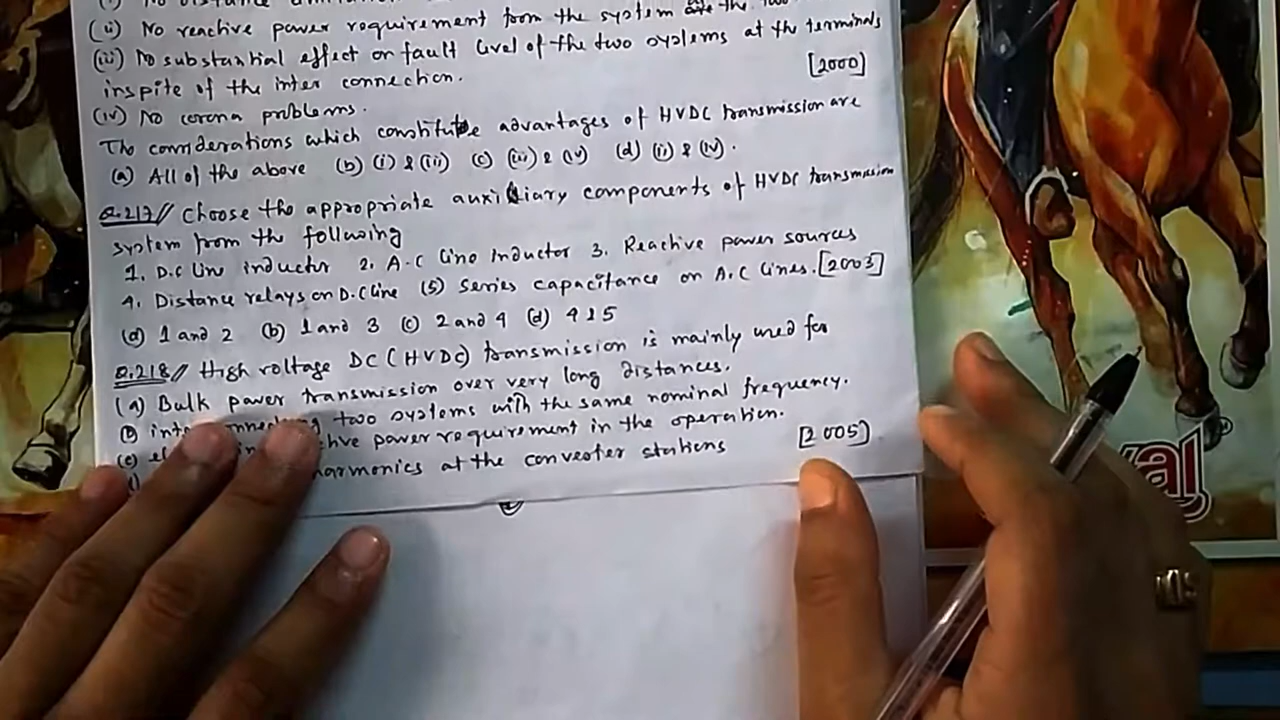 (ii) No reactive power requirement from the system
(iii) No substantial effect on fault level of the two systems at the terminals
inspite of the inter connection. [2000]
(iv) No corona problems.
The considerations which constitute advantages of HVDC transmission are
(a) All of the above (b) (i) & (iii) (c) (iii) & (iv) (d) (ii) & (iv).
Q.217// Choose the appropriate auxiliary components of HVDC transmission
system from the following
1. D.C line inductor 2. A.C line inductor 3. Reactive power sources
4. Distance relays on D.C line (5) Series capacitance on A.C lines. [2003]
(a) 1 and 2 (b) 1 and 3 (c) 2 and 4 (d) 4 & 5
Q.218// High voltage DC (HVDC) transmission is mainly used for
(a) Bulk power transmission over very long distances.
(b) two systems with the same nominal frequency.
(c) power requirement in the operation.
harmonics at the converter stations [2005]
val